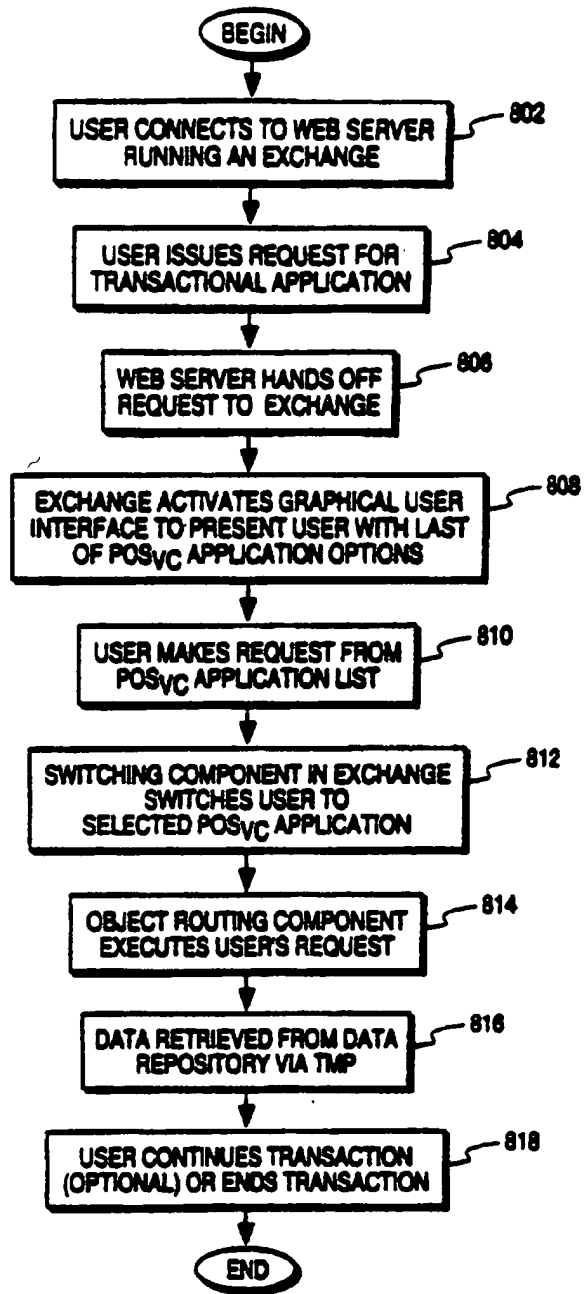 BEGIN
USER CONNECTS TO WEB SERVER
RUNNING AN EXCHANGE
802
USER ISSUES REQUEST FOR
TRANSACTIONAL APPLICATION
804
WEB SERVER HANDS OFF
REQUEST TO EXCHANGE
806
EXCHANGE ACTIVATES GRAPHICAL USER
INTERFACE TO PRESENT USER WITH LAST
OF POSVC APPLICATION OPTIONS
808
USER MAKES REQUEST FROM
POSVC APPLICATION LIST
810
SWITCHING COMPONENT IN EXCHANGE
SWITCHES USER TO
SELECTED POSVC APPLICATION
812
OBJECT ROUTING COMPONENT
EXECUTES USER'S REQUEST
814
DATA RETRIEVED FROM DATA
REPOSITORY VIA TMP
816
USER CONTINUES TRANSACTION
(OPTIONAL) OR ENDS TRANSACTION
818
END